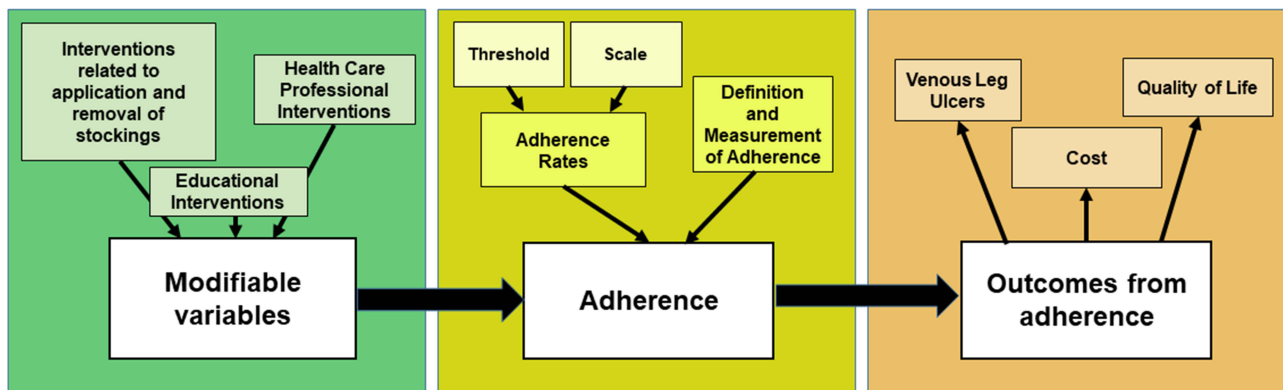 Interventions
related to
application and
removal of
stockings
Health Care
Professional
Interventions
Educational
Interventions
Modifiable
variables
Threshold
Scale
Adherence
Rates
Definition
and
Measurement
of Adherence
Adherence
Venous Leg
Ulcers
Cost
Quality of Life
Outcomes from
adherence